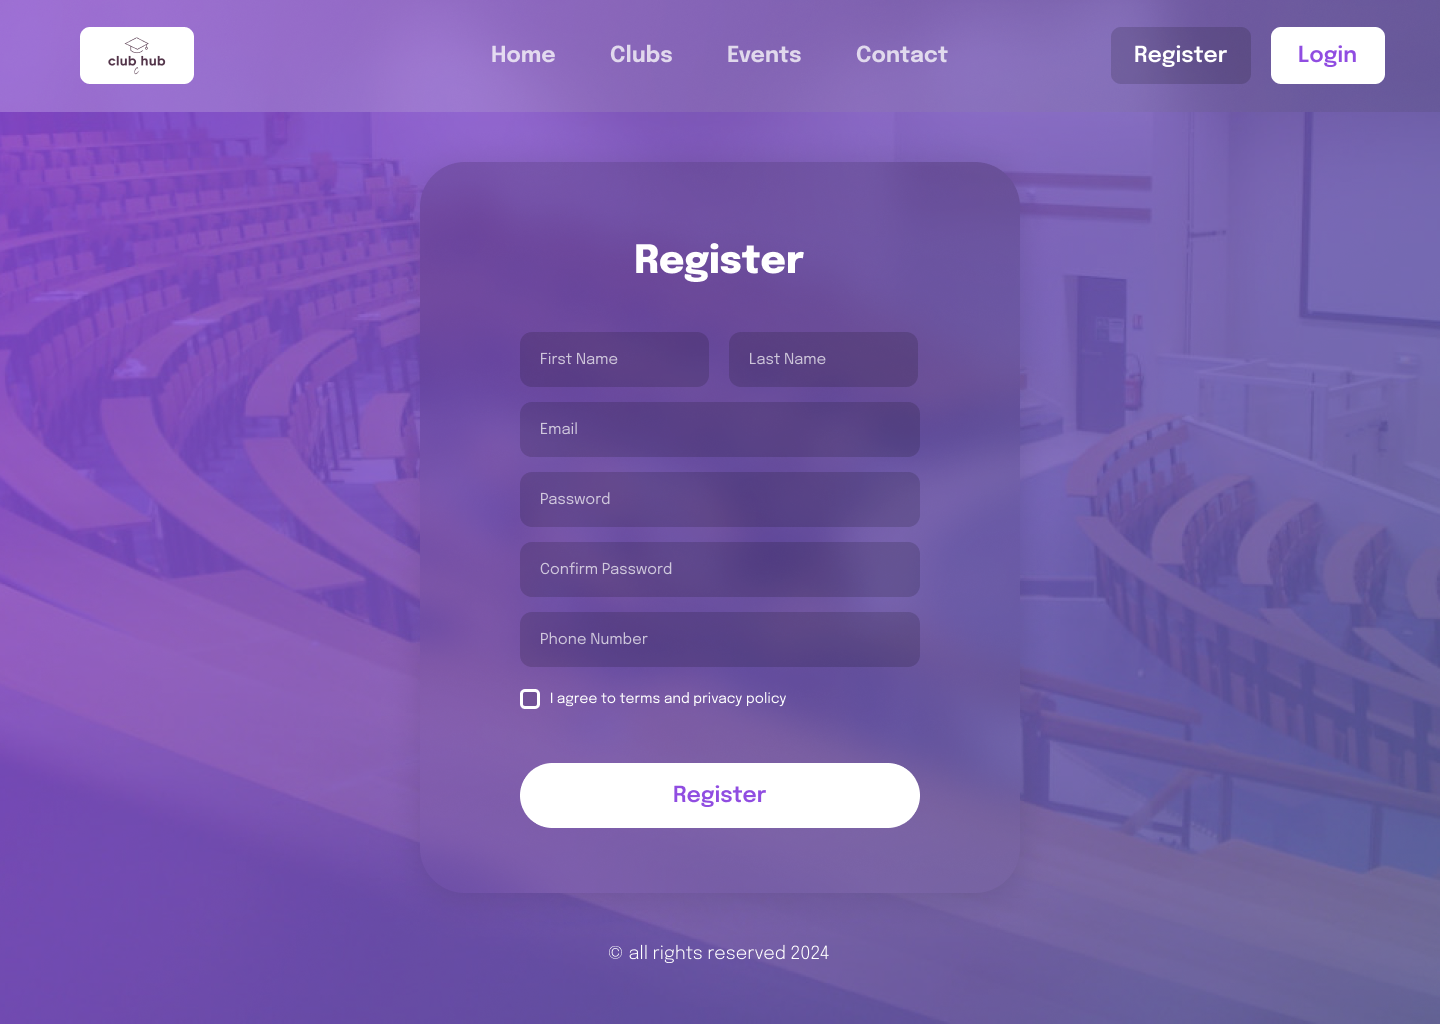 club hub
Home Clubs Events Contact Register Login
Register
First Name Last Name
Email
Password
Confirm Password
Phone Number
I agree to terms and privacy policy
Register
© all rights reserved 2024